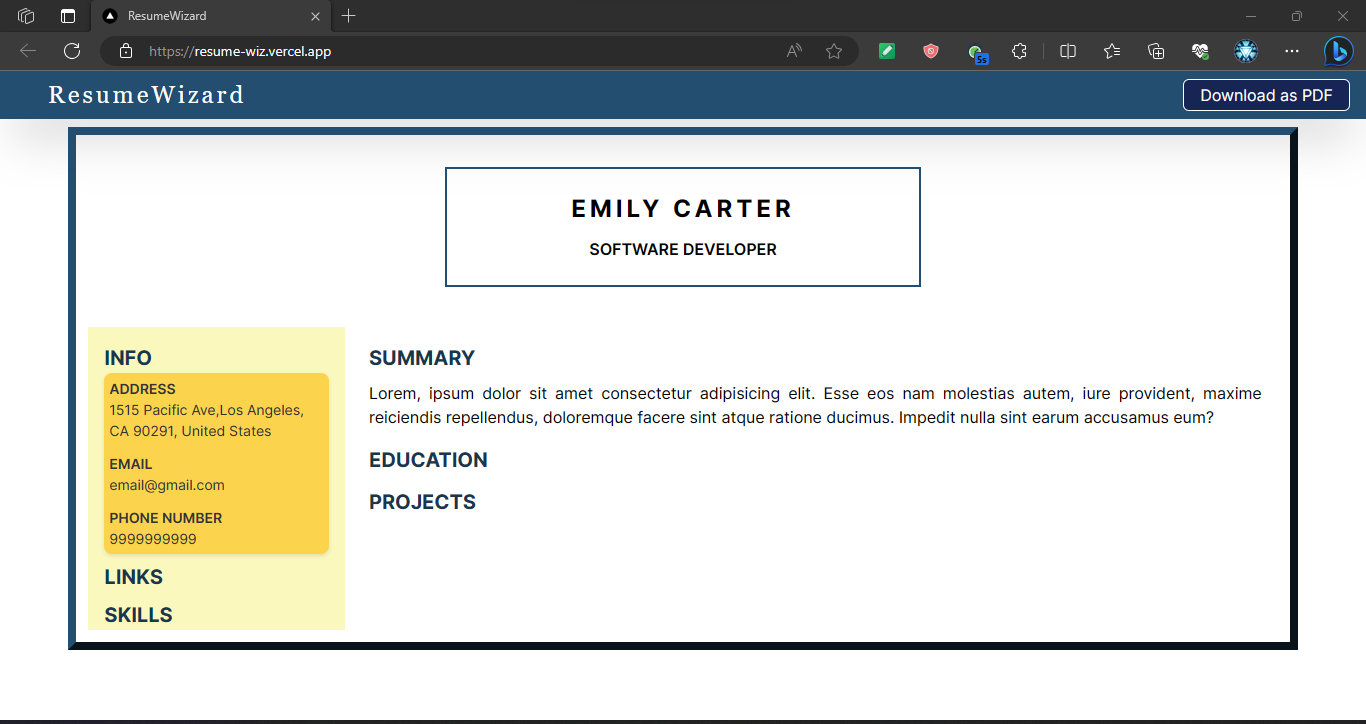 ResumeWizard
https://resume-wiz.vercel.app
5s
ResumeWizard
Download as PDF
EMILY CARTER
SOFTWARE DEVELOPER
INFO
ADDRESS
1515 Pacific Ave,Los Angeles,
CA 90291, United States
EMAIL
email@gmail.com
PHONE NUMBER
9999999999
LINKS
SKILLS
SUMMARY
Lorem, ipsum dolor sit amet consectetur adipisicing elit. Esse eos nam molestias autem, iure provident, maxime
reiciendis repellendus, doloremque facere sint atque ratione ducimus. Impedit nulla sint earum accusamus eum?
EDUCATION
PROJECTS